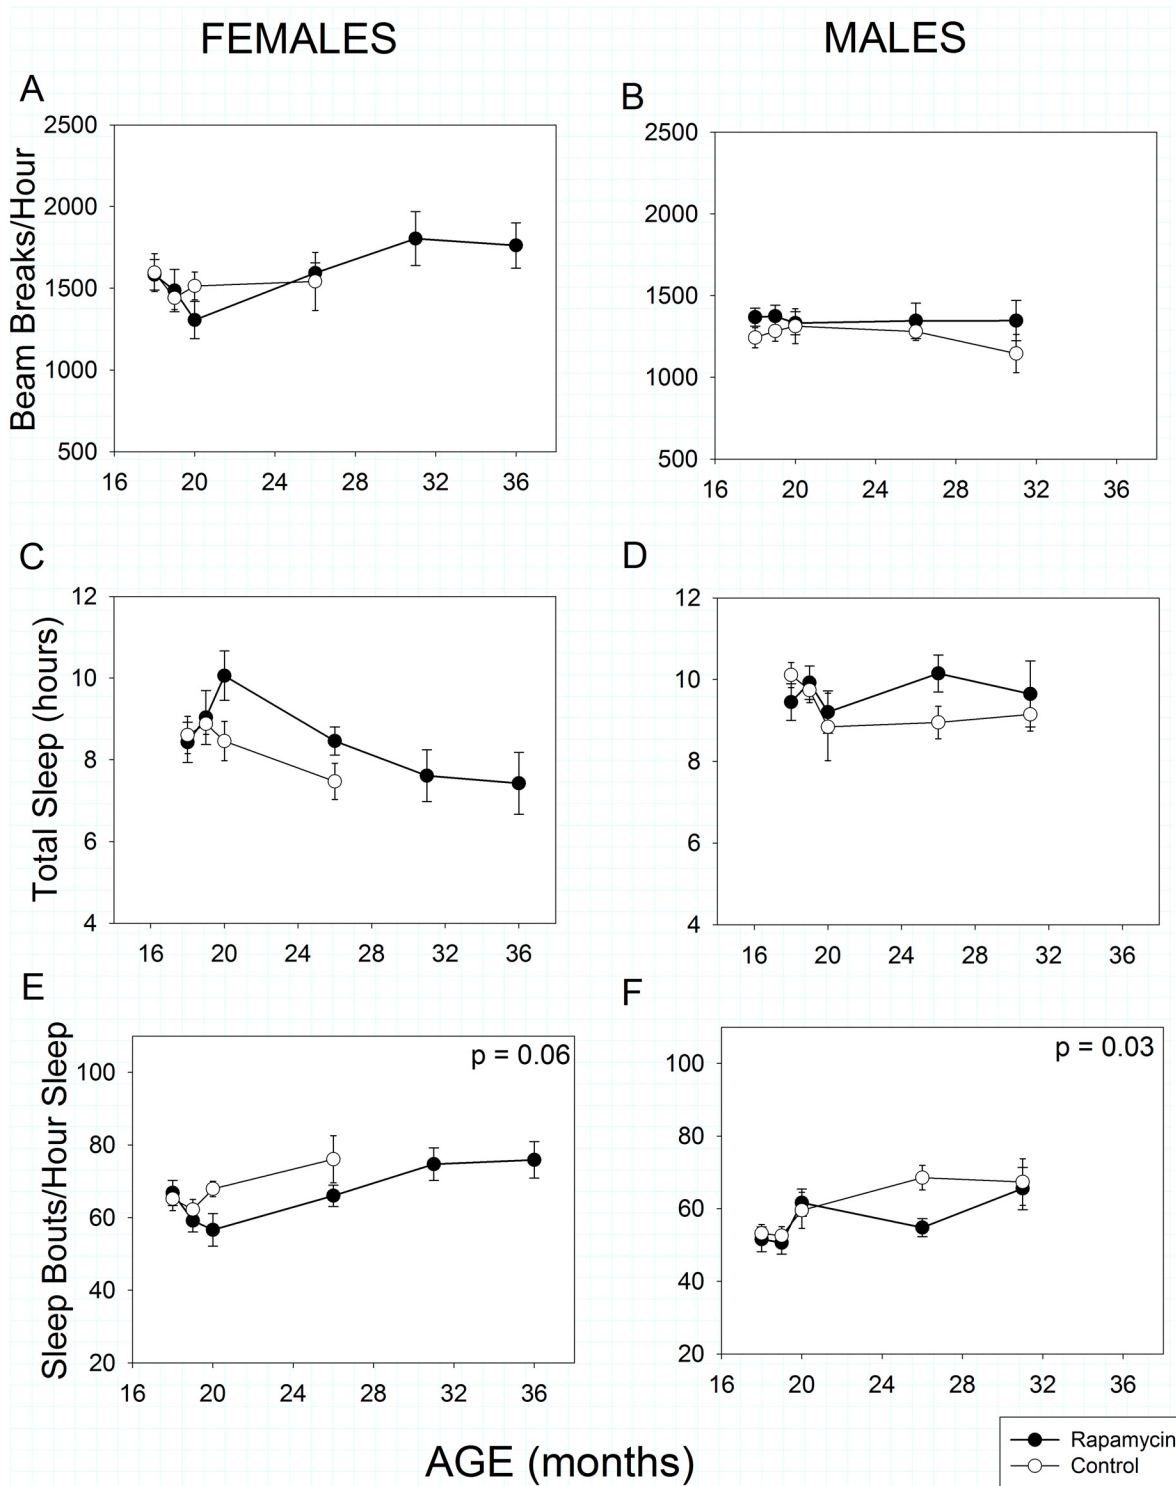 FEMALES
MALES
A
B
Beam Breaks/Hour
2500
2000
1500
1000
500
16 20 24 28 32 36
2500
2000
1500
1000
500
16 20 24 28 32 36
C
D
Total Sleep (hours)
12
10
8
6
4
16 20 24 28 32 36
12
10
8
6
4
16 20 24 28 32 36
E
F
Sleep Bouts/Hour Sleep
p = 0.06
100
80
60
40
20
16 20 24 28 32 36
p = 0.03
100
80
60
40
20
16 20 24 28 32 36
AGE (months)
Rapamycin
Control